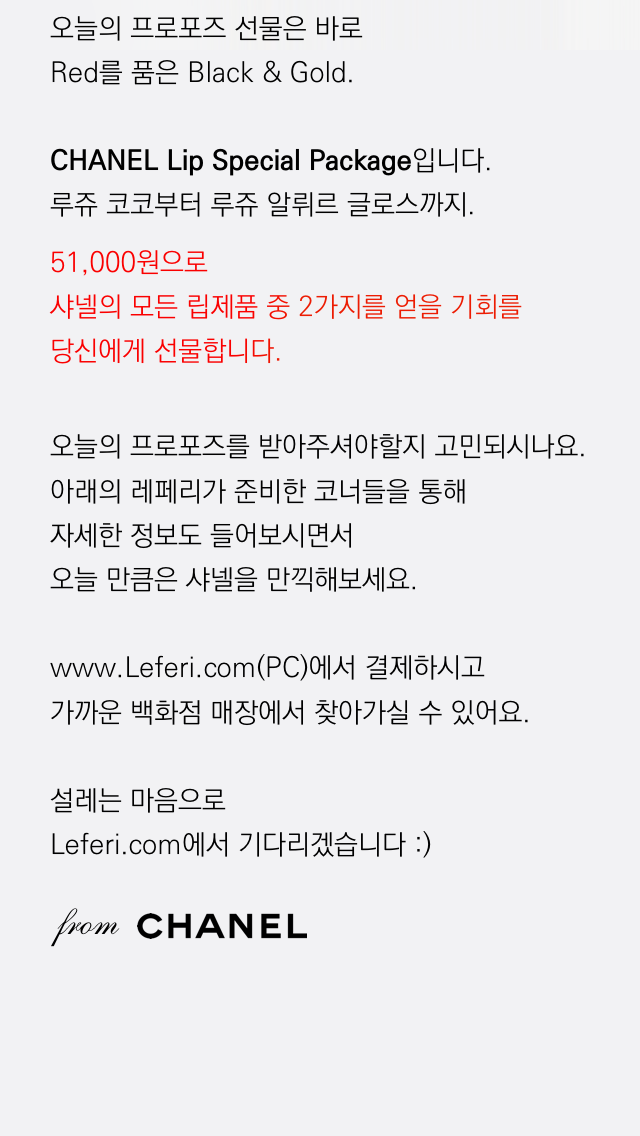 오늘의 프로포즈 선물은 바로
Red를 품은 Black & Gold.
CHANEL Lip Special Package입니다.
루쥬 코코부터 루쥬 알뤼르 글로스까지.
51,000원으로
샤넬의 모든 립제품 중 2가지를 얻을 기회를
당신에게 선물합니다.
오늘의 프로포즈를 받아주셔야할지 고민되시나요.
아래의 레페리가 준비한 코너들을 통해
자세한 정보도 들어보시면서
오늘 만큼은 샤넬을 만끽해보세요.
www.Leferi.com(PC)에서 결제하시고
가까운 백화점 매장에서 찾아가실 수 있어요.
설레는 마음으로
Leferi.com에서 기다리겠습니다 :)
from CHANEL